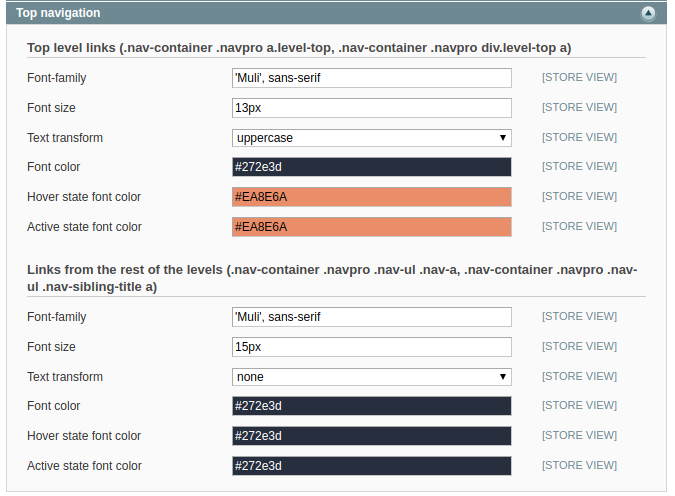 Top navigation
Top level links (.nav-container .navpro a.level-top, .nav-container .navpro div.level-top a)
Font-family 'Muli', sans-serif [STORE VIEW]
Font size 13px [STORE VIEW]
Text transform uppercase [STORE VIEW]
Font color #272e3d [STORE VIEW]
Hover state font color #EA8E6A [STORE VIEW]
Active state font color #EA8E6A [STORE VIEW]
Links from the rest of the levels (.nav-container .navpro .nav-ul .nav-a, .nav-container .navpro .nav-
ul .nav-sibling-title a)
Font-family 'Muli', sans-serif [STORE VIEW]
Font size 15px [STORE VIEW]
Text transform none [STORE VIEW]
Font color #272e3d [STORE VIEW]
Hover state font color #272e3d [STORE VIEW]
Active state font color #272e3d [STORE VIEW]